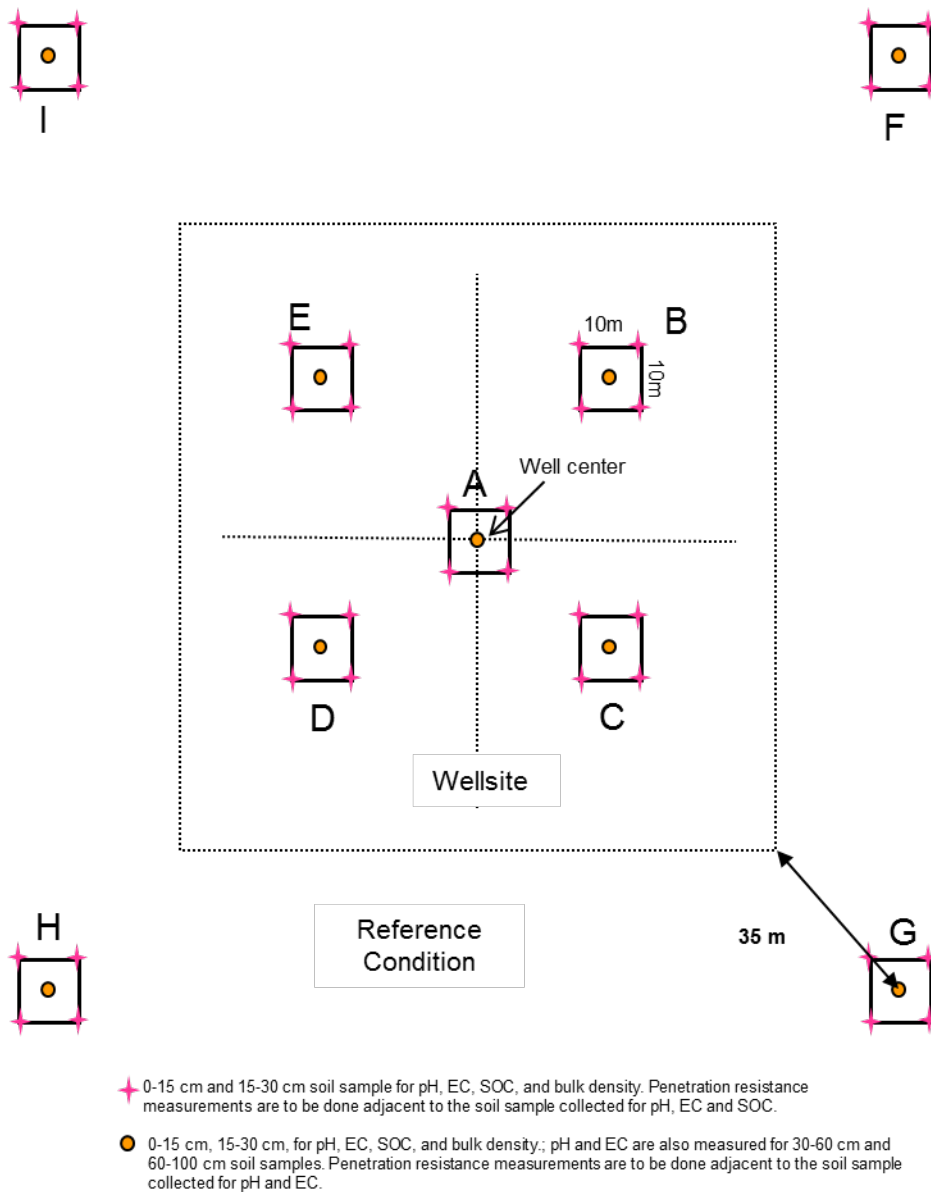 I
F
E
10m
B
10m
Well center
A
D
C
Wellsite
H
Reference
Condition
35 m
G
0-15 cm and 15-30 cm soil sample for pH, EC, SOC, and bulk density. Penetration resistance
measurements are to be done adjacent to the soil sample collected for pH, EC and SOC.
0-15 cm, 15-30 cm, for pH, EC, SOC, and bulk density.; pH and EC are also measured for 30-60 cm and
60-100 cm soil samples. Penetration resistance measurements are to be done adjacent to the soil sample
collected for pH and EC.